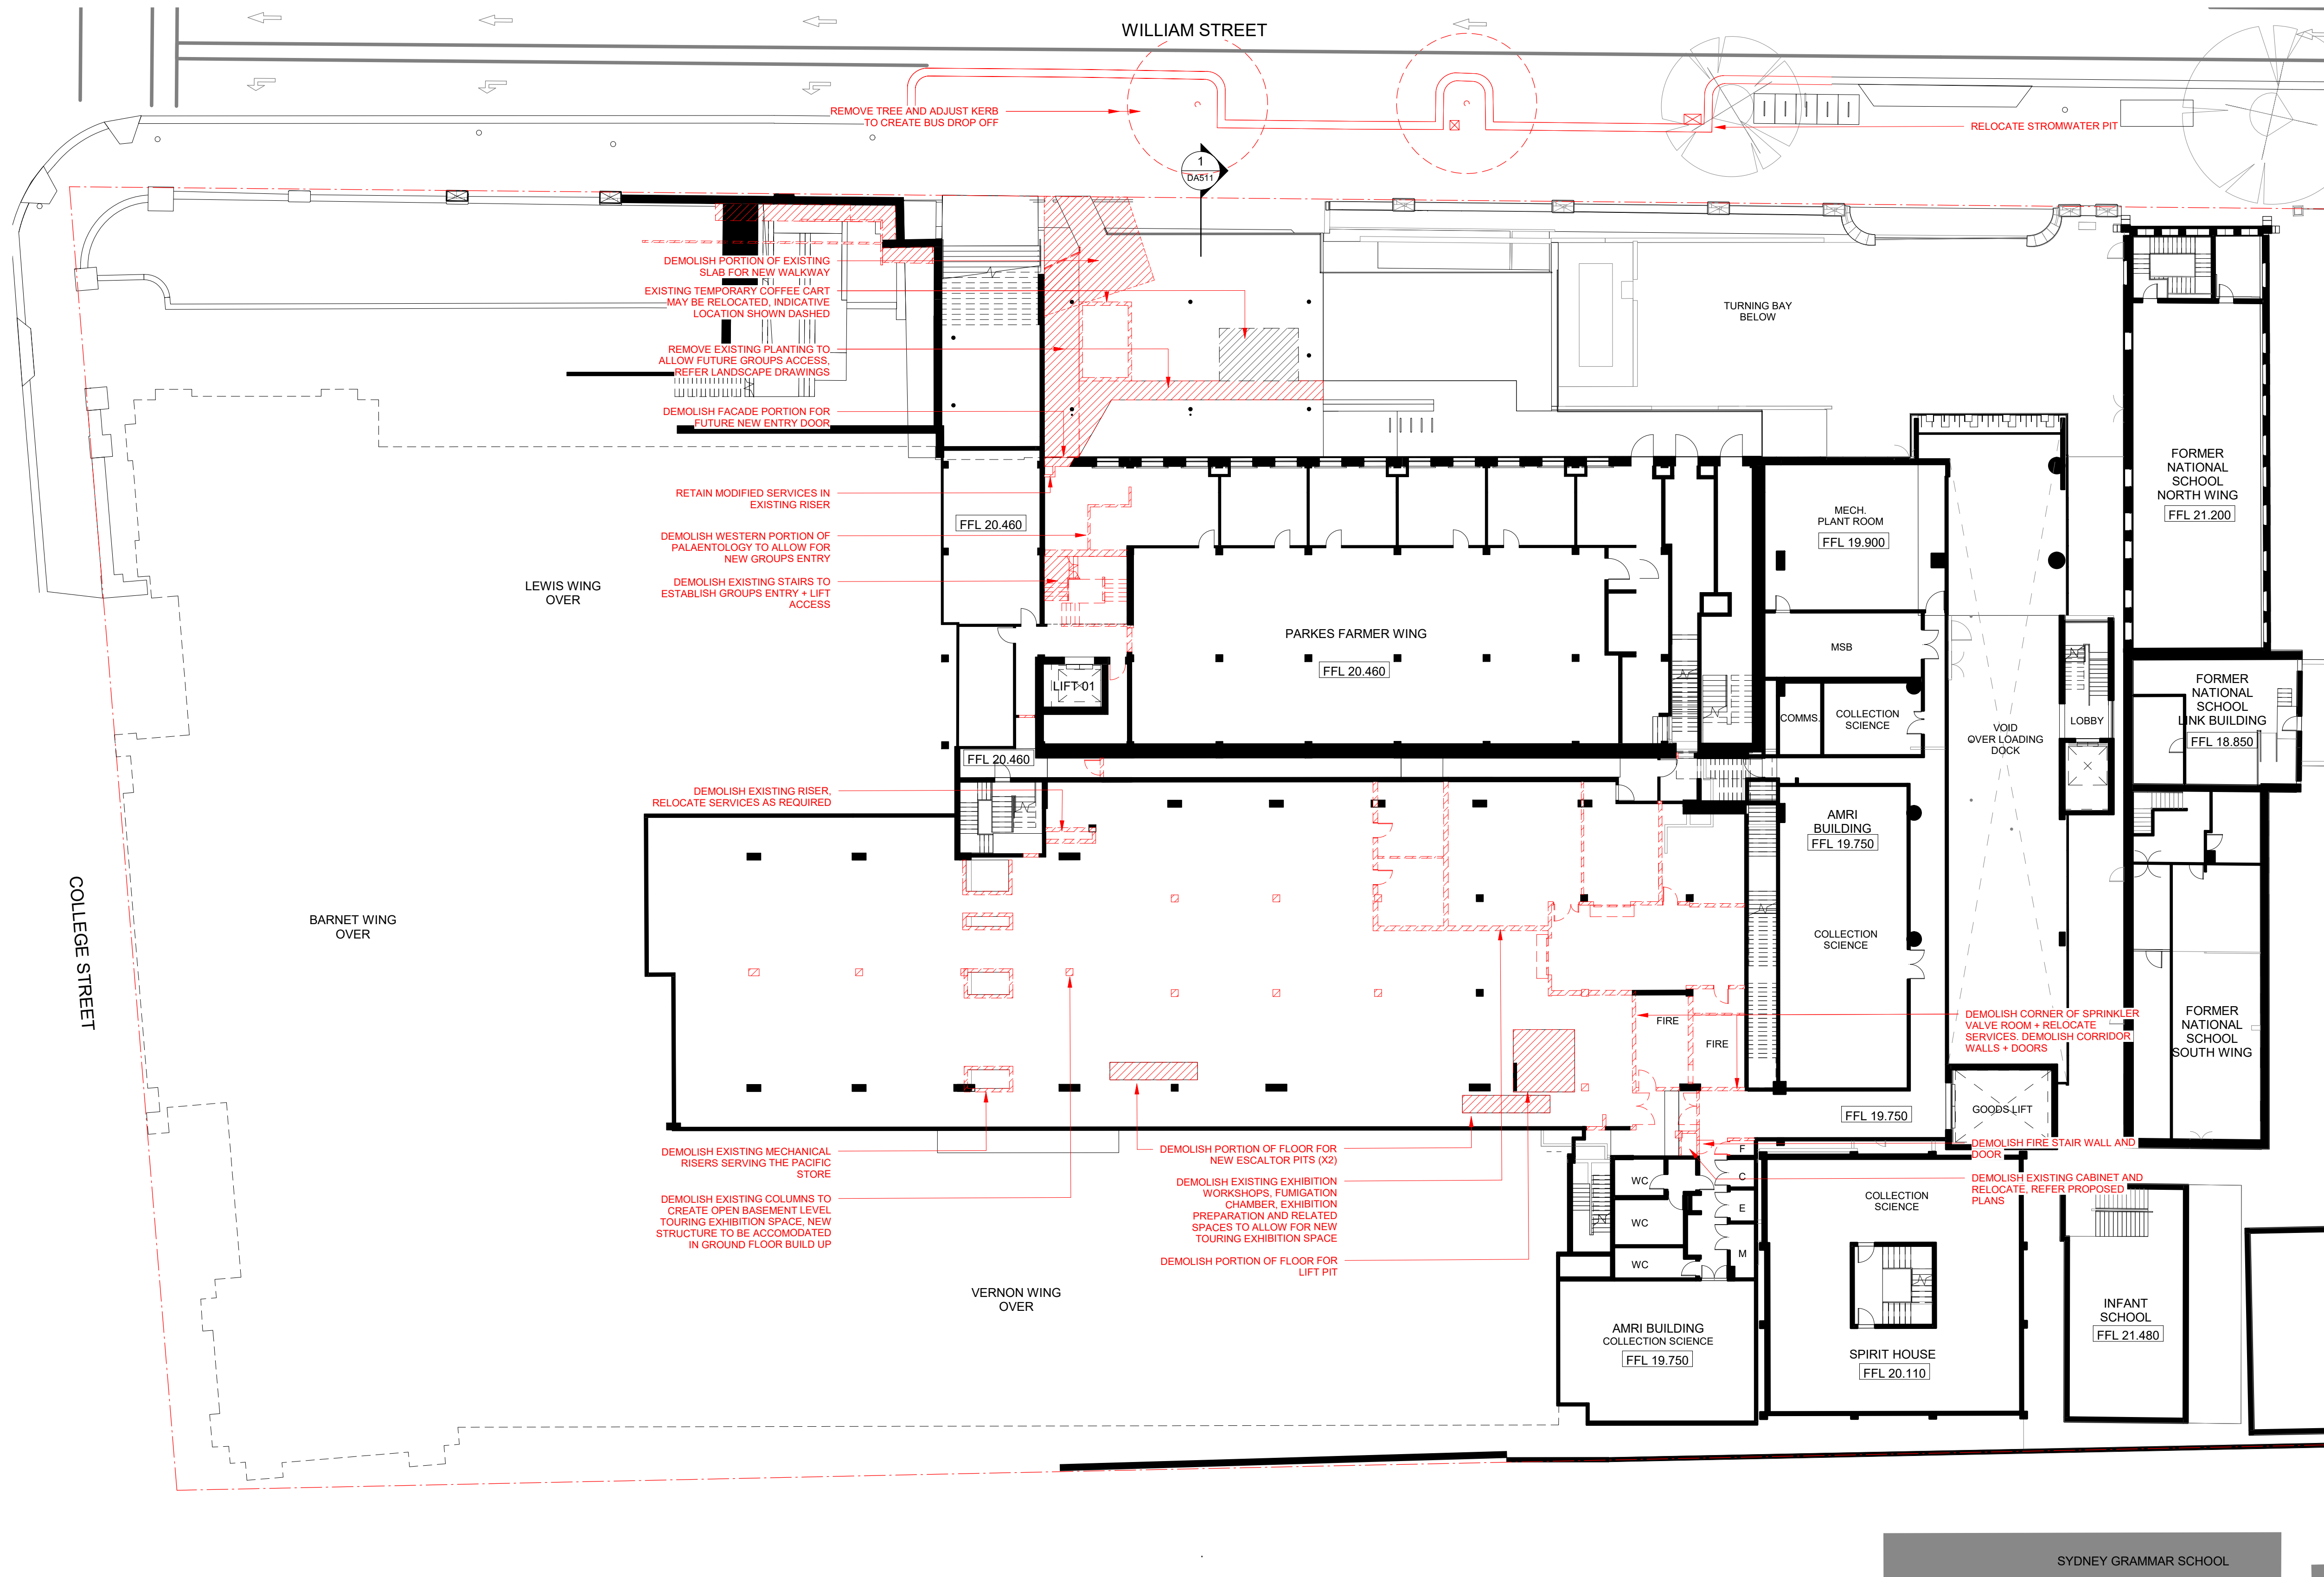 WILLIAM STREET
REMOVE TREE AND ADJUST KERB
TO CREATE BUS DROP OFF
RELOCATE STROMWATER PIT
1
DA511
DEMOLISH PORTION OF EXISTING
SLAB FOR NEW WALKWAY
EXISTING TEMPORARY COFFEE CART
MAY BE RELOCATED, INDICATIVE
LOCATION SHOWN DASHED
REMOVE EXISTING PLANTING TO
ALLOW FUTURE GROUPS ACCESS,
REFER LANDSCAPE DRAWINGS
DEMOLISH FACADE PORTION FOR
FUTURE NEW ENTRY DOOR
RETAIN MODIFIED SERVICES IN
EXISTING RISER
DEMOLISH WESTERN PORTION OF
PALAENTOLOGY TO ALLOW FOR
NEW GROUPS ENTRY
DEMOLISH EXISTING STAIRS TO
ESTABLISH GROUPS ENTRY + LIFT
ACCESS
TURNING BAY
BELOW
FORMER
NATIONAL
SCHOOL
NORTH WING
FFL 21.200
FFL 20.460
MECH.
PLANT ROOM
FFL 19.900
LEWIS WING
OVER
PARKES FARMER WING
FFL 20.460
MSB
LIFT 01
COMMS.
COLLECTION
SCIENCE
VOID
OVER LOADING
DOCK
LOBBY
FORMER
NATIONAL
SCHOOL
LINK BUILDING
FFL 18.850
FFL 20.460
DEMOLISH EXISTING RISER,
RELOCATE SERVICES AS REQUIRED
AMRI
BUILDING
FFL 19.750
COLLEGE STREET
BARNET WING
OVER
COLLECTION
SCIENCE
FIRE
FIRE
DEMOLISH CORNER OF SPRINKLER
VALVE ROOM + RELOCATE
SERVICES. DEMOLISH CORRIDOR
WALLS + DOORS
FORMER
NATIONAL
SCHOOL
SOUTH WING
FFL 19.750
GOODS LIFT
DEMOLISH EXISTING MECHANICAL
RISERS SERVING THE PACIFIC
STORE
DEMOLISH EXISTING COLUMNS TO
CREATE OPEN BASEMENT LEVEL
TOURING EXHIBITION SPACE, NEW
STRUCTURE TO BE ACCOMODATED
IN GROUND FLOOR BUILD UP
DEMOLISH PORTION OF FLOOR FOR
NEW ESCALTOR PITS (X2)
DEMOLISH EXISTING EXHIBITION
WORKSHOPS, FUMIGATION
CHAMBER, EXHIBITION
PREPARATION AND RELATED
SPACES TO ALLOW FOR NEW
TOURING EXHIBITION SPACE
DEMOLISH PORTION OF FLOOR FOR
LIFT PIT
DEMOLISH FIRE STAIR WALL AND
DOOR
DEMOLISH EXISTING CABINET AND
RELOCATE, REFER PROPOSED
PLANS
F
C
E
M
WC
WC
WC
COLLECTION
SCIENCE
VERNON WING
OVER
AMRI BUILDING
COLLECTION SCIENCE
FFL 19.750
SPIRIT HOUSE
FFL 20.110
INFANT
SCHOOL
FFL 21.480
SYDNEY GRAMMAR SCHOOL